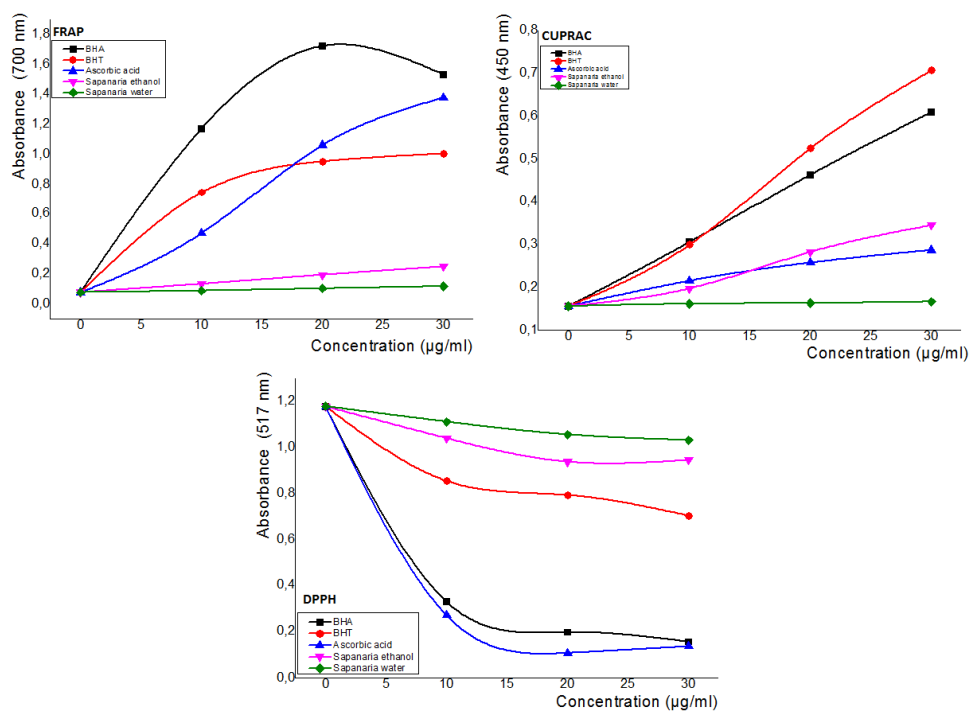 FRAP
BHA
BHT
Ascorbic acid
Sapanaria ethanol
Sapanaria water
Absorbance (700 nm)
1,8
1,6
1,4
1,2
1,0
0,8
0,6
0,4
0,2
0,0
0 5 10 15 20 25 30
Concentration (µg/ml)
CUPRAC
BHA
BHT
Ascorbic acid
Sapanaria ethanol
Sapanaria water
Absorbance (450 nm)
0,8
0,7
0,6
0,5
0,4
0,3
0,2
0,1
0 5 10 15 20 25 30
Concentration (µg/ml)
Absorbance (517 nm)
1,2
1,0
0,8
0,6
0,4
0,2
0,0
DPPH
BHA
BHT
Ascorbic acid
Sapanaria ethanol
Sapanaria water
0 5 10 15 20 25 30
Concentration (µg/ml)